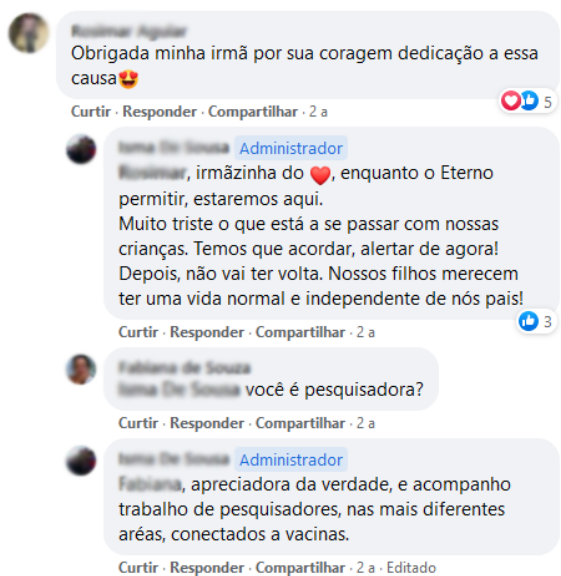 Obrigada minha irmã por sua coragem dedicação a essa
causa😍
5
Curtir · Responder · Compartilhar · 2 a
Administrador
, irmãzinha do ❤️, enquanto o Eterno
permitir, estaremos aqui.
Muito triste o que está a se passar com nossas
crianças. Temos que acordar, alertar de agora!
Depois, não vai ter volta. Nossos filhos merecem
ter uma vida normal e independente de nós pais!
3
Curtir · Responder · Compartilhar · 2 a
você é pesquisadora?
Curtir · Responder · Compartilhar · 2 a
Administrador
, apreciadora da verdade, e acompanho
trabalho de pesquisadores, nas mais diferentes
aréas, conectados a vacinas.
Curtir · Responder · Compartilhar · 2 a · Editado